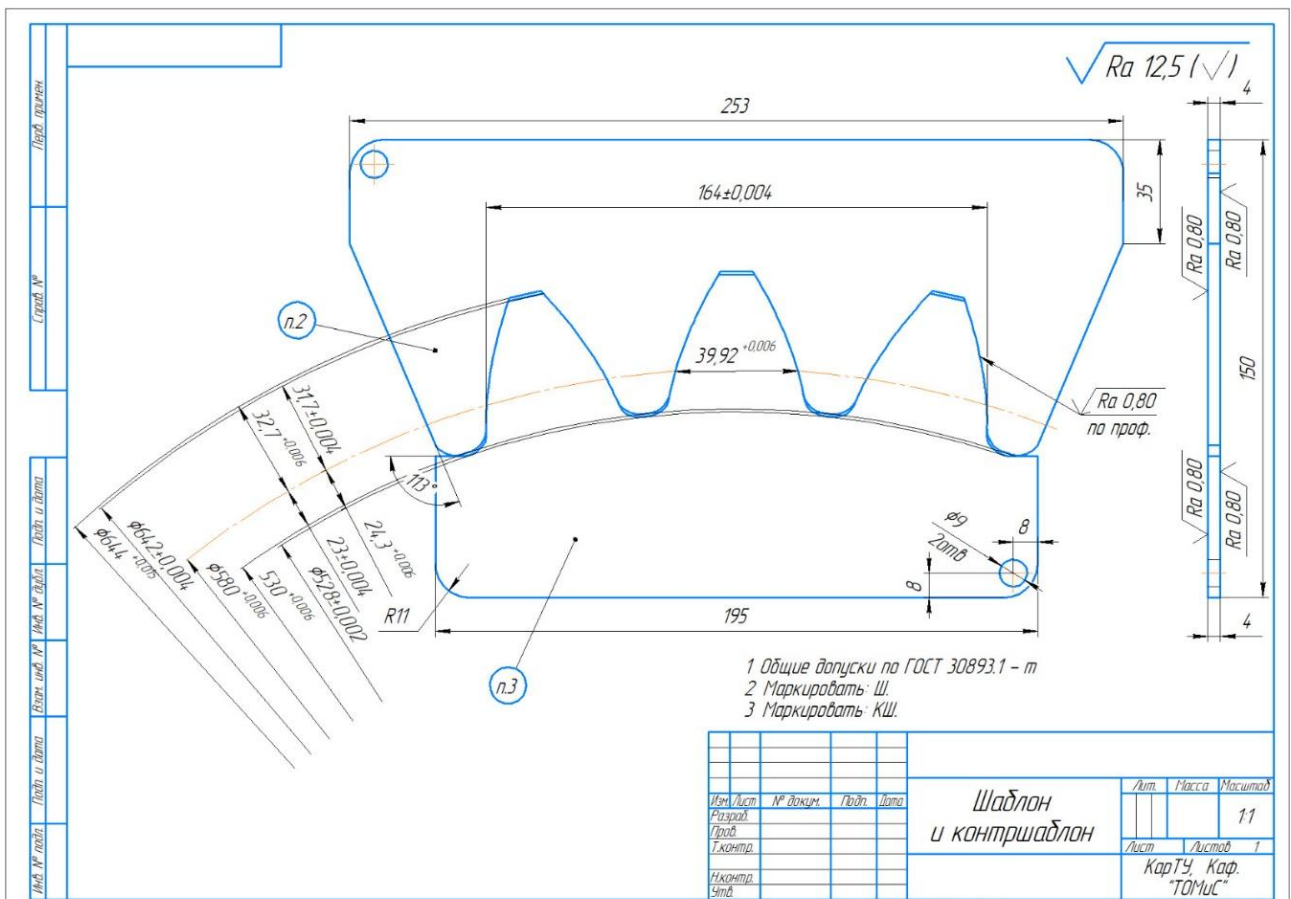 Перв. примен.
Справ. №
Подп. и дата
Инв. № дубл.
Взам. инв. №
Подп. и дата
Инв. № подл.
√ Ra 12,5 (√)
4
253
164±0,004
35
Ra 0,80
Ra 0,80
150
п.2
39,92 +0,006
Ra 0,80
по проф.
31,7±0,004
32,7 +0,006
113°
Ra 0,80
Ra 0,80
ø9
2отв
8
8
24,3 +0,006
23±0,004
ø642±0,004
ø644 +0,015
ø580 +0,006
530 +0,006
ø528±0,002
R11
195
4
п.3
1 Общие допуски по ГОСТ 30893.1 – m
2 Маркировать: Ш.
3 Маркировать: КШ.
Изм. Лист № докум. Подп. Дата
Разраб.
Пров.
Т.контр.
Н.контр.
Утв.
Шаблон
и контршаблон
Лит. Масса Масштаб
1:1
Лист Листов 1
КарТУ, Каф.
"ТОМиС"